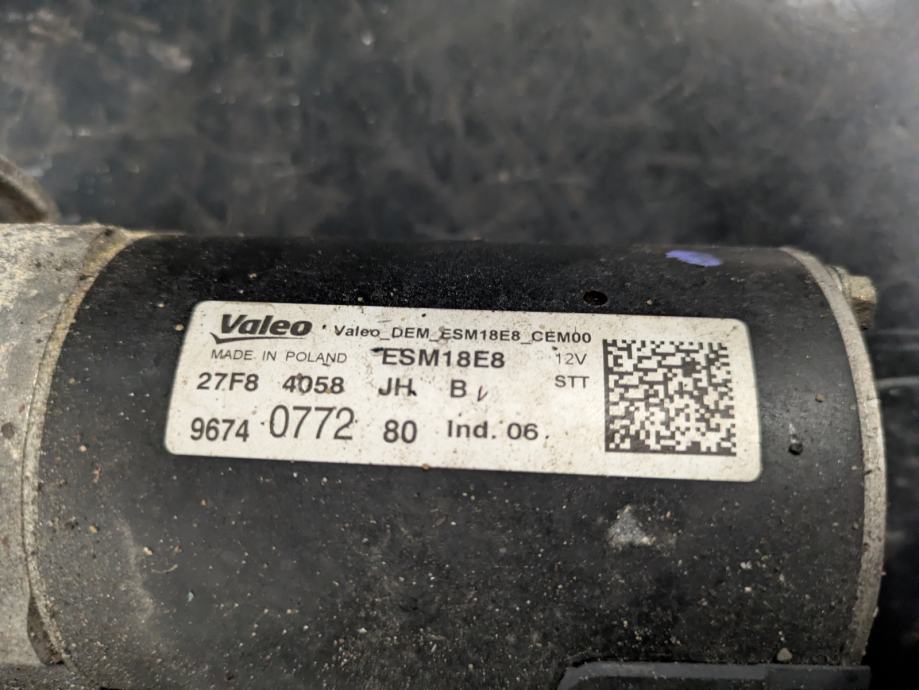 Valeo Valeo_DEM_ESM18E8_CEM00
MADE IN POLAND ESM18E8 12V
27F8 4058 JH B STT
9674 0772 80 Ind. 06